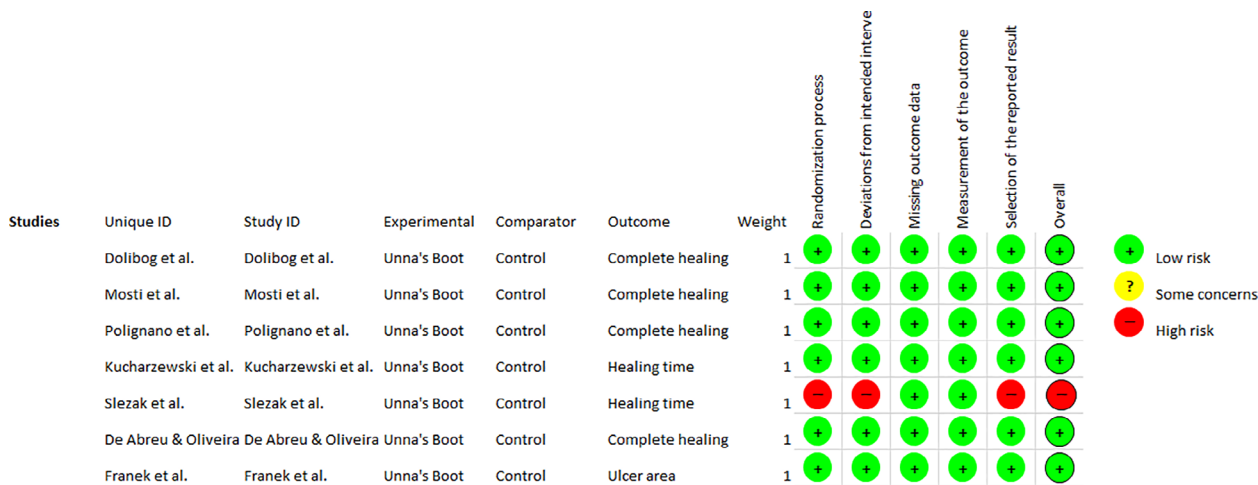 Randomization process
Deviations from intended interve
Missing outcome data
Measurement of the outcome
Selection of the reported result
Overall
Studies Unique ID Study ID Experimental Comparator Outcome Weight
Dolibog et al. Dolibog et al. Unna's Boot Control Complete healing 1 + + + + + + + Low risk
Mosti et al. Mosti et al. Unna's Boot Control Complete healing 1 + + + + + + ? Some concerns
Polignano et al. Polignano et al. Unna's Boot Control Complete healing 1 + + + + + + − High risk
Kucharzewski et al. Kucharzewski et al. Unna's Boot Control Healing time 1 + + + + + +
Slezak et al. Slezak et al. Unna's Boot Control Healing time 1 − − + + − −
De Abreu & Oliveira De Abreu & Oliveira Unna's Boot Control Complete healing 1 + + + + + +
Franek et al. Franek et al. Unna's Boot Control Ulcer area 1 + + + + + +